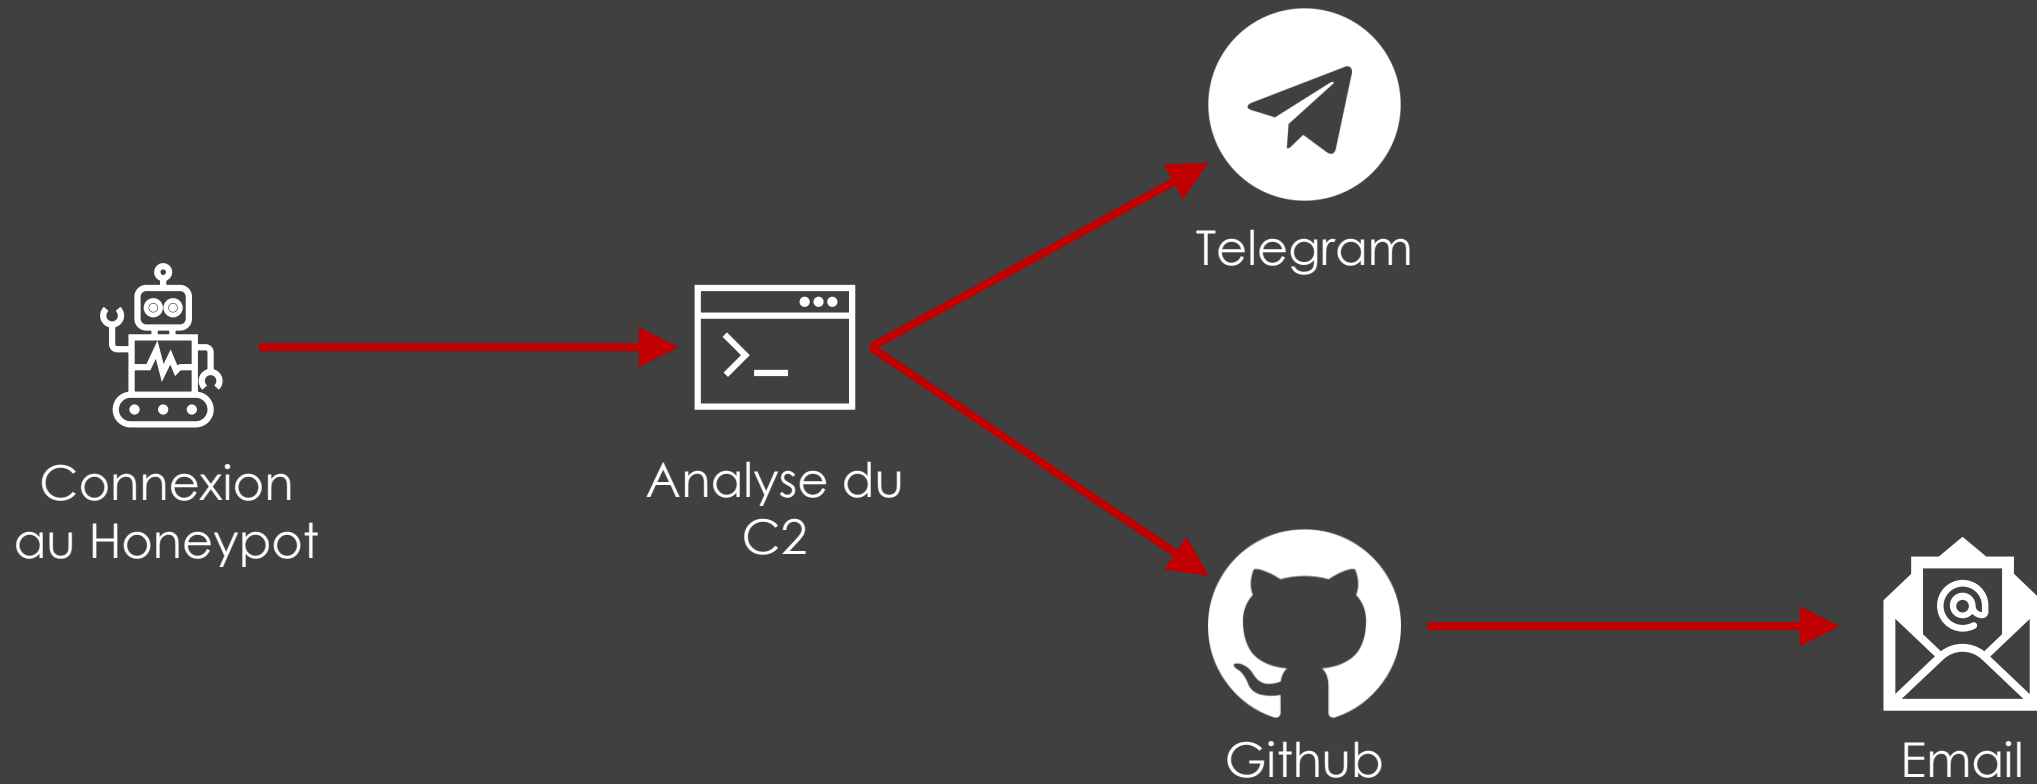 Telegram
Connexion
au Honeypot
Analyse du
C2
Github
Email